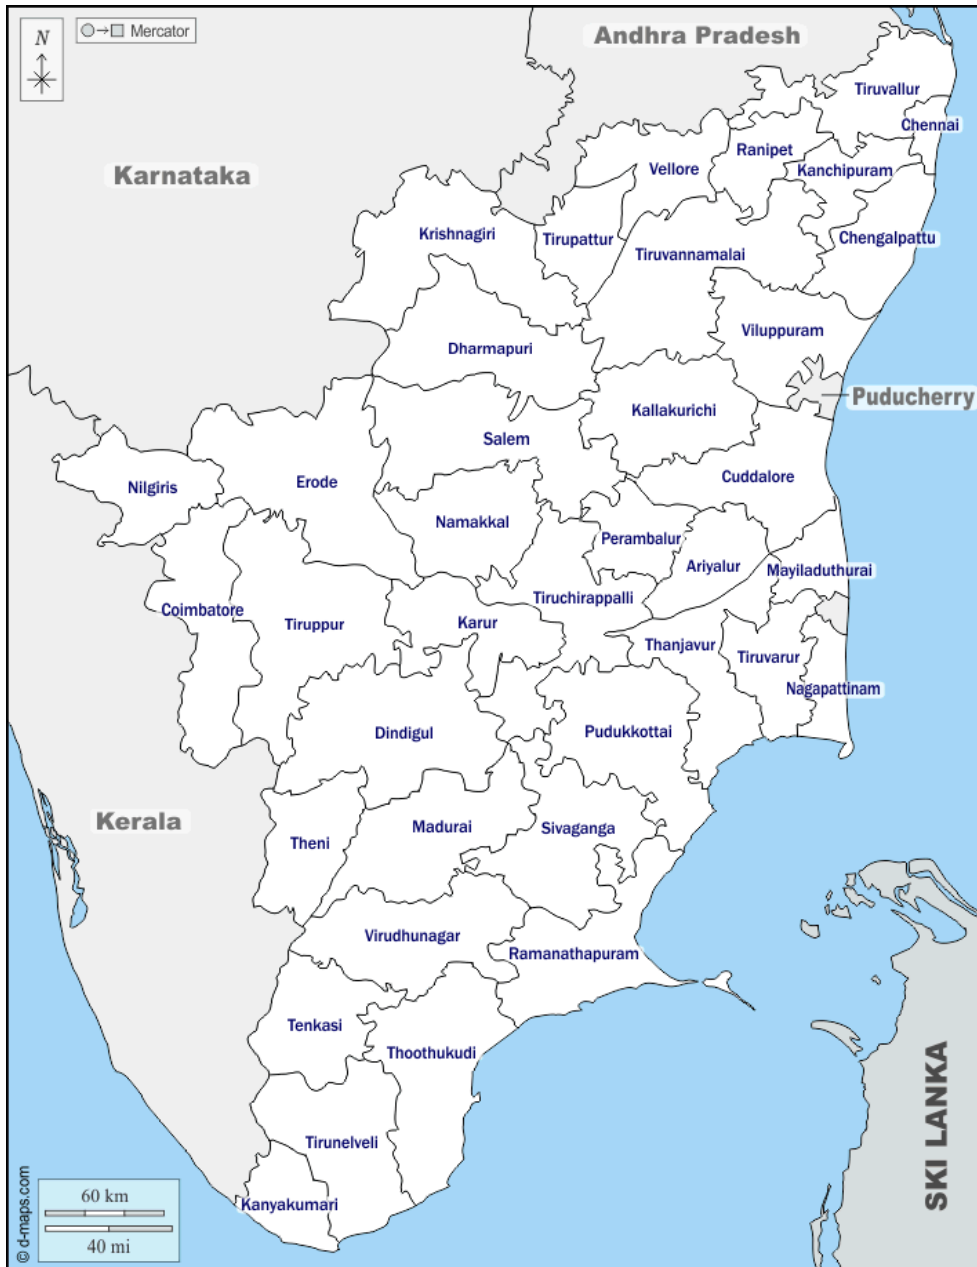 N
Mercator
Andhra Pradesh
Tiruvallur
Chennai
Ranipet
Vellore
Kanchipuram
Karnataka
Krishnagiri
Tirupattur
Tiruvannamalai
Chengalpattu
Viluppuram
Dharmapuri
Puducherry
Kallakurichi
Salem
Cuddalore
Nilgiris
Erode
Namakkal
Perambalur
Ariyalur
Mayiladuthurai
Coimbatore
Tiruppur
Karur
Tiruchirappalli
Thanjavur
Tiruvarur
Nagapattinam
Dindigul
Pudukkottai
Kerala
Theni
Madurai
Sivaganga
Virudhunagar
Ramanathapuram
Tenkasi
Thoothukudi
Tirunelveli
Kanyakumari
SKI LANKA
60 km
40 mi
© d-maps.com